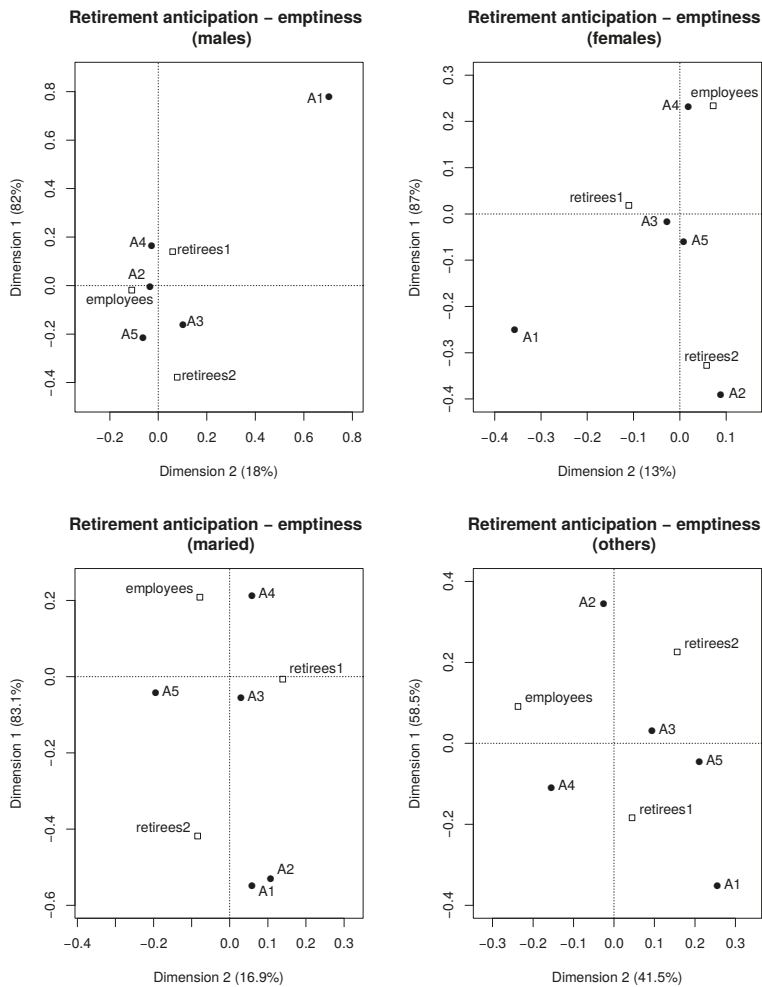 Retirement anticipation − emptiness
(males)
Dimension 1 (82%)
0.8
0.6
0.4
0.2
0.0
−0.2
−0.4
A1
A4
retirees1
A2
employees
A5
A3
retirees2
−0.2 0.0 0.2 0.4 0.6 0.8
Dimension 2 (18%)
Retirement anticipation − emptiness
(females)
Dimension 1 (87%)
0.3
0.2
0.1
0.0
−0.1
−0.2
−0.3
−0.4
employees
A4
retirees1
A3
A5
A1
retirees2
A2
−0.4 −0.3 −0.2 −0.1 0.0 0.1
Dimension 2 (13%)
Retirement anticipation − emptiness
(maried)
Dimension 1 (83.1%)
0.2
0.0
−0.2
−0.4
−0.6
employees
A4
retirees1
A5
A3
retirees2
A2
A1
−0.4 −0.2 0.0 0.1 0.2 0.3
Dimension 2 (16.9%)
Retirement anticipation − emptiness
(others)
Dimension 1 (58.5%)
0.4
0.2
0.0
−0.2
−0.4
A2
retirees2
employees
A3
A5
A4
retirees1
A1
−0.3 −0.2 −0.1 0.0 0.1 0.2 0.3
Dimension 2 (41.5%)